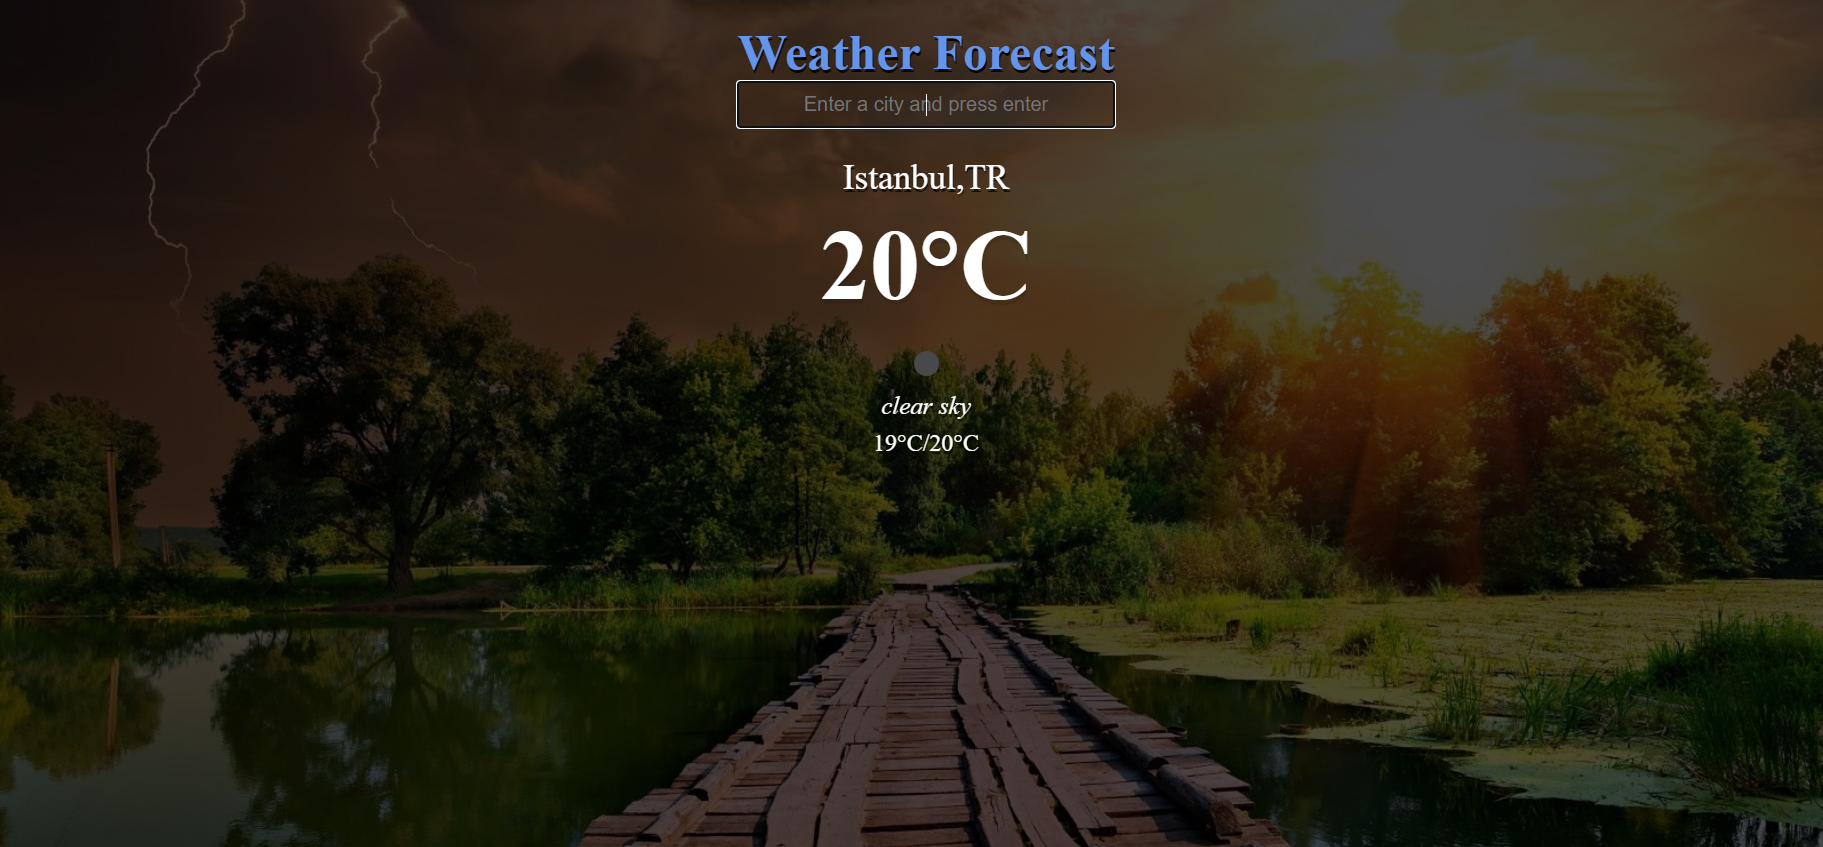 Weather Forecast
Enter a city and press enter
Istanbul,TR
20°C
clear sky
19°C/20°C